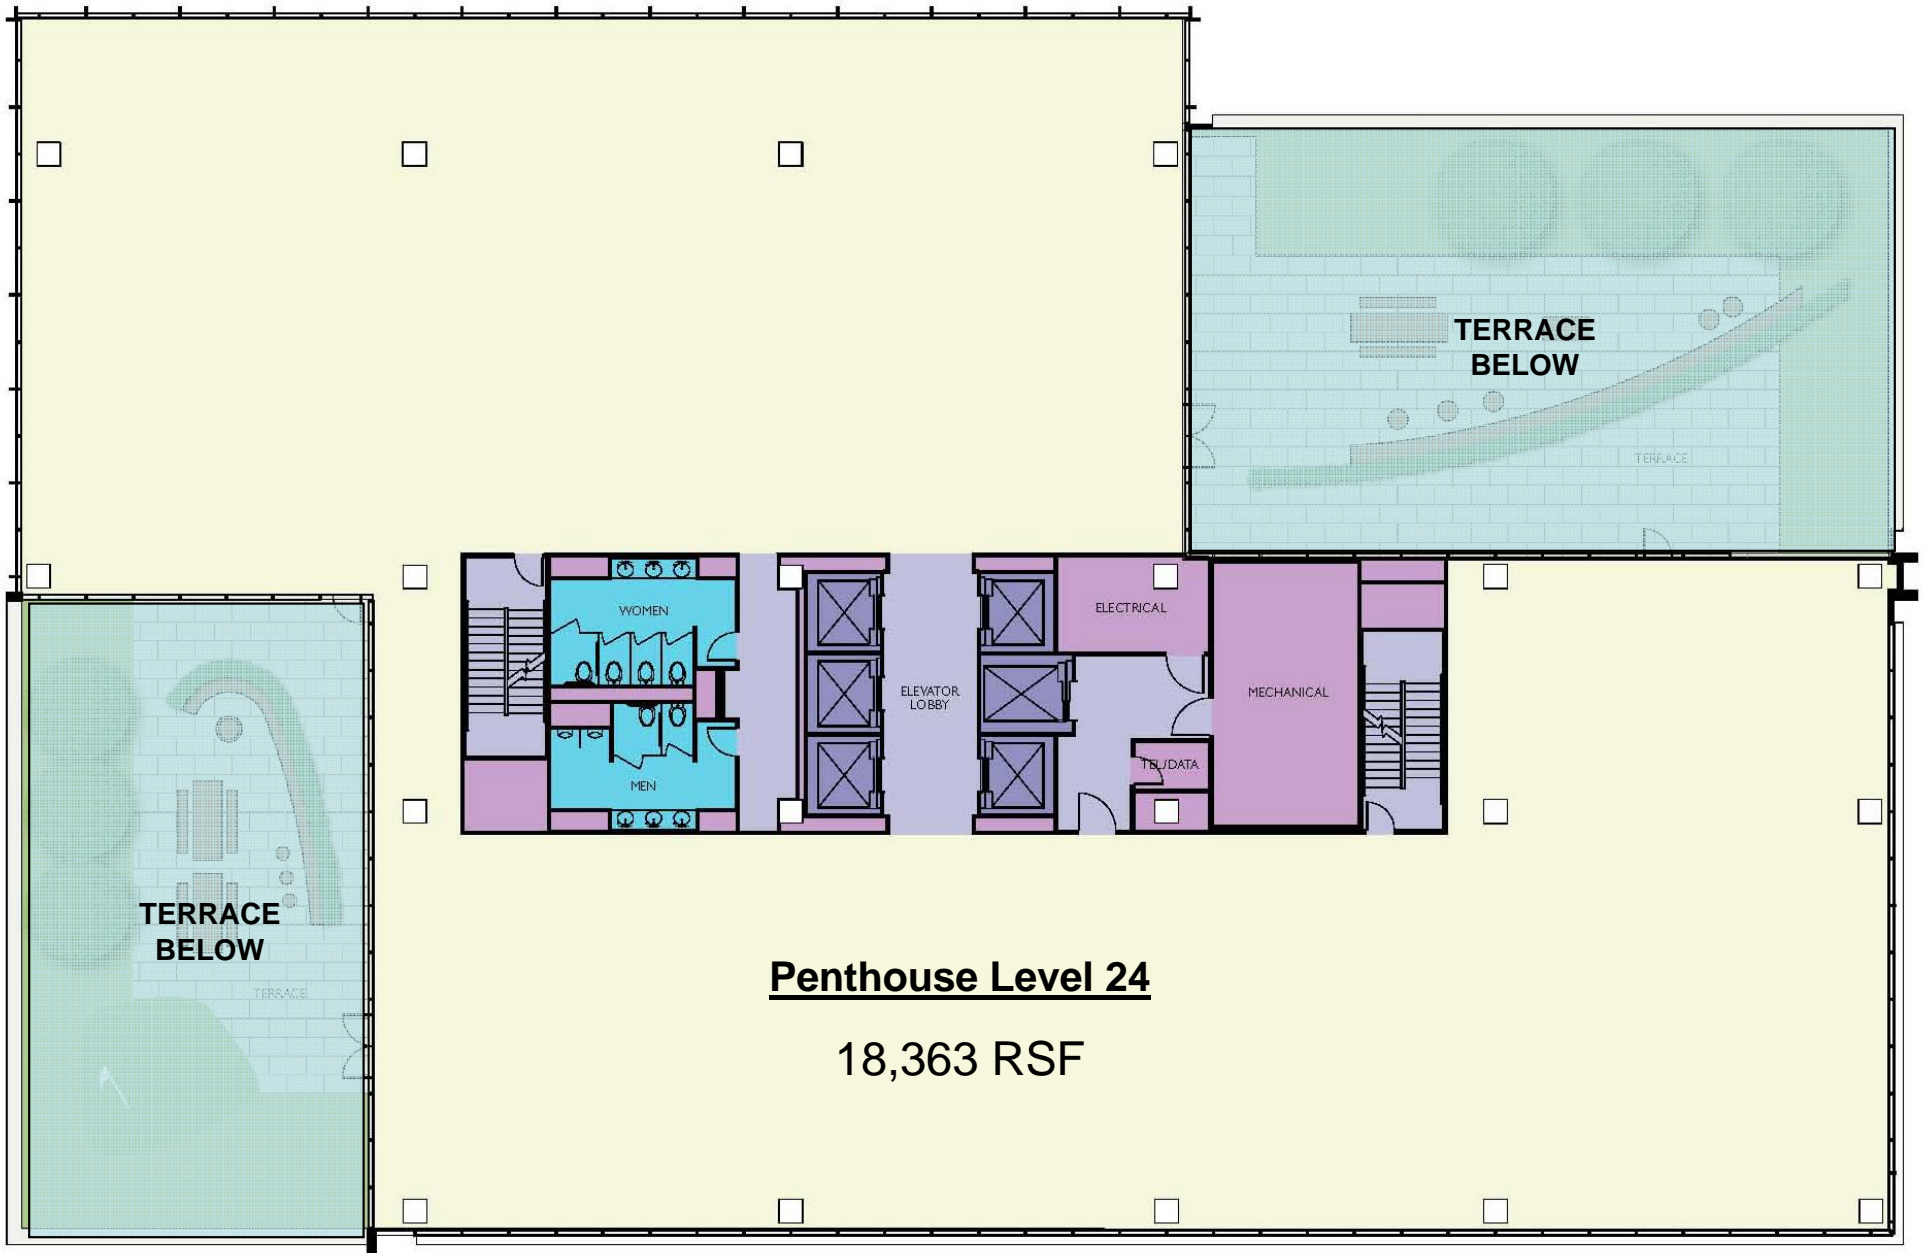 TERRACE
BELOW
TERRACE
WOMEN
ELECTRICAL
ELEVATOR
LOBBY
MECHANICAL
TEL/DATA
MEN
TERRACE
BELOW
TERRACE
Penthouse Level 24
18,363 RSF